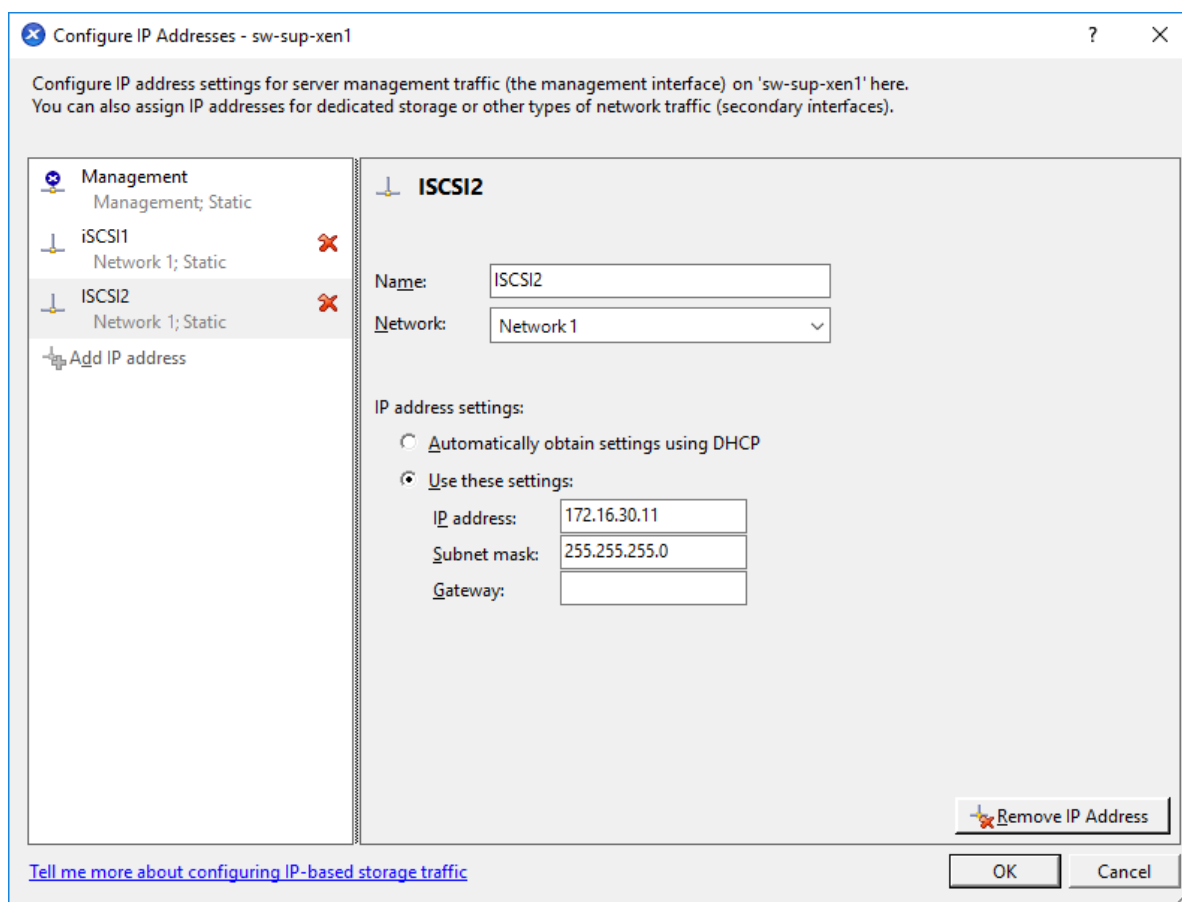 Configure IP Addresses - sw-sup-xen1
?
Configure IP address settings for server management traffic (the management interface) on 'sw-sup-xen1' here.
You can also assign IP addresses for dedicated storage or other types of network traffic (secondary interfaces).
Management
Management; Static
iSCSI1
Network 1; Static
ISCSI2
Network 1; Static
Add IP address
ISCSI2
Name: ISCSI2
Network: Network 1
IP address settings:
Automatically obtain settings using DHCP
Use these settings:
IP address: 172.16.30.11
Subnet mask: 255.255.255.0
Gateway:
Remove IP Address
Tell me more about configuring IP-based storage traffic
OK Cancel